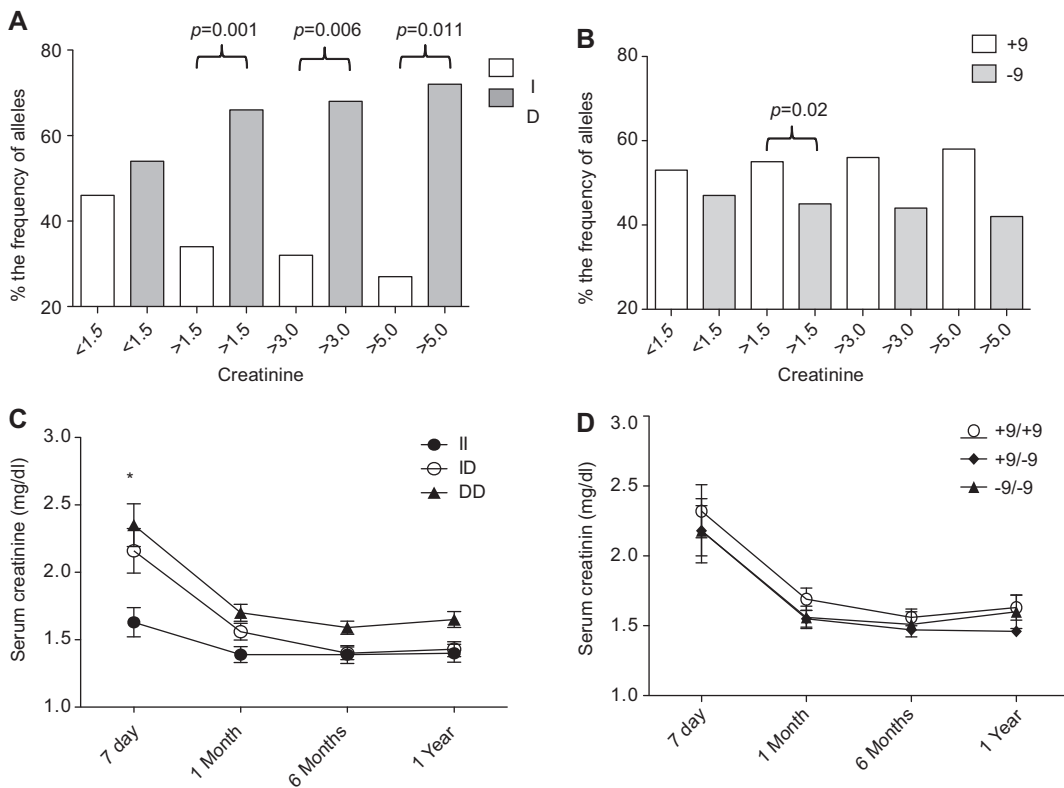 A
p=0.001
p=0.006
p=0.011
80
60
40
20
% the frequency of alleles
I
D
<1.5
<1.5
>1.5
>1.5
>3.0
>3.0
>5.0
>5.0
Creatinine
B
p=0.02
80
60
40
20
% the frequency of alleles
+9
-9
<1.5
<1.5
>1.5
>1.5
>3.0
>3.0
>5.0
>5.0
Creatinine
C
3.0
2.5
2.0
1.5
1.0
Serum creatinine (mg/dl)
*
II
ID
DD
7 day
1 Month
6 Months
1 Year
D
3.0
2.5
2.0
1.5
1.0
Serum creatinin (mg/dl)
+9/+9
+9/-9
-9/-9
7 day
1 Month
6 Months
1 Year